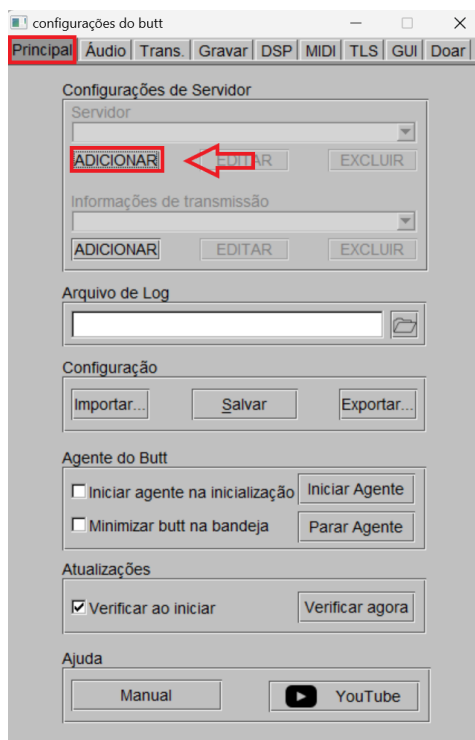 configurações do butt
Principal Áudio Trans. Gravar DSP MIDI TLS GUI Doar
Configurações de Servidor
Servidor
ADICIONAR EDITAR EXCLUIR
Informações de transmissão
ADICIONAR EDITAR EXCLUIR
Arquivo de Log
Configuração
Importar... Salvar Exportar...
Agente do Butt
Iniciar agente na inicialização Iniciar Agente
Minimizar butt na bandeja Parar Agente
Atualizações
Verificar ao iniciar Verificar agora
Ajuda
Manual YouTube